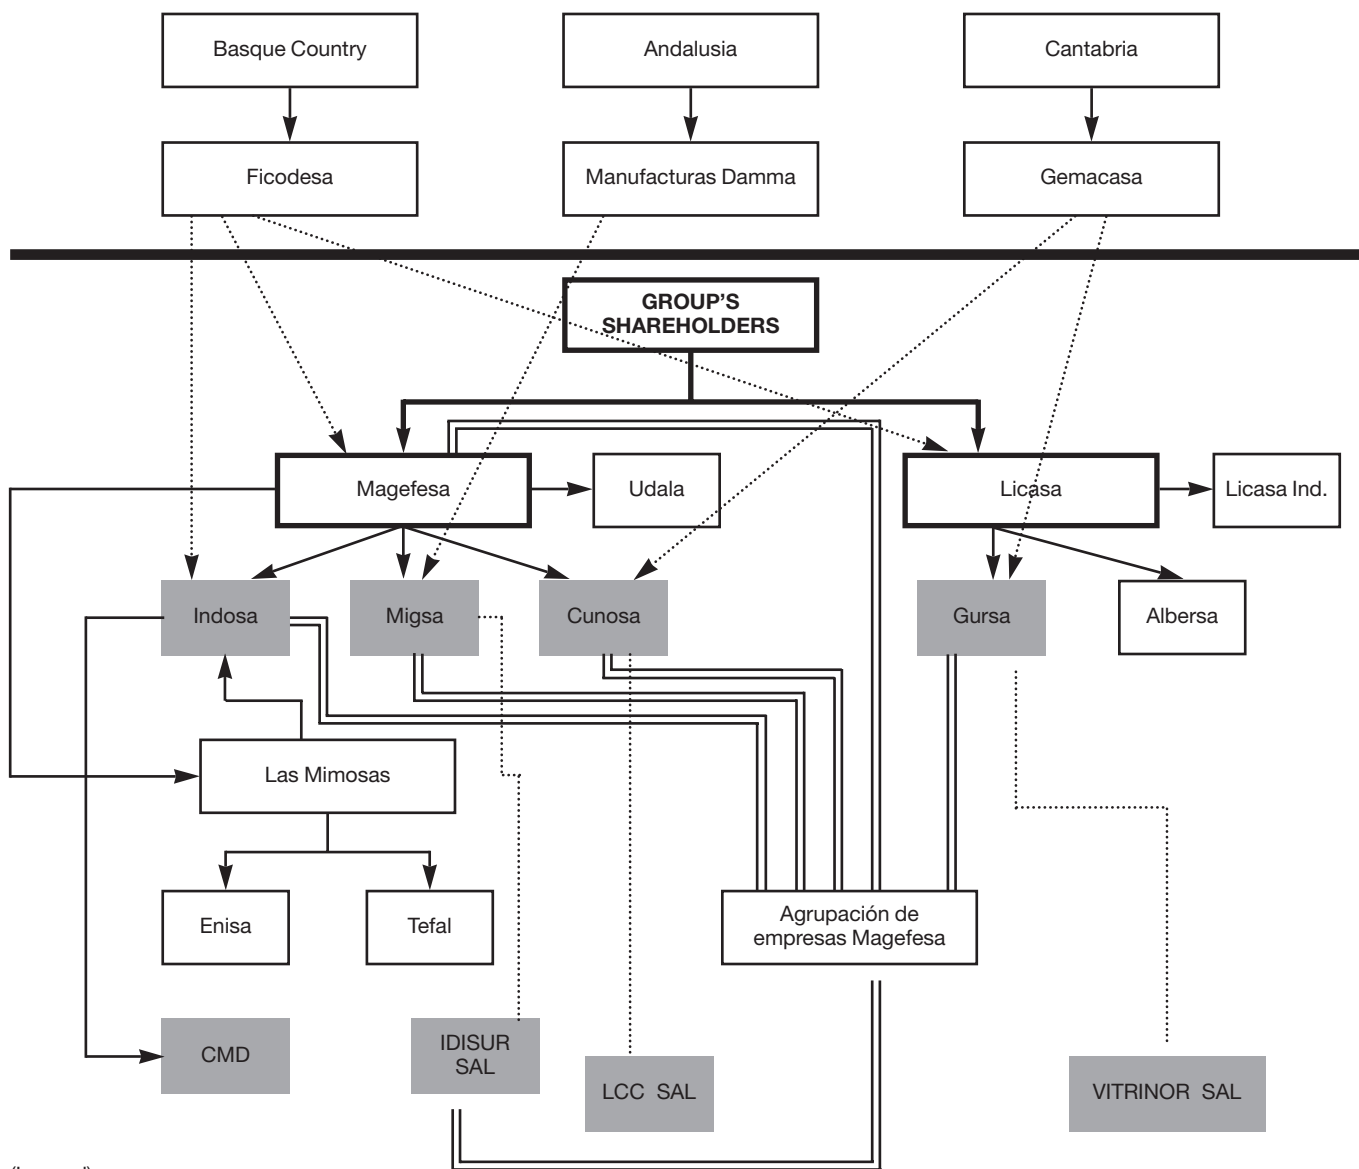 Basque Country
Andalusia
Cantabria
Ficodesa
Manufacturas Damma
Gemacasa
GROUP'S
SHAREHOLDERS
Magefesa
Udala
Licasa
Licasa Ind.
Indosa
Migsa
Cunosa
Gursa
Albersa
Las Mimosas
Enisa
Tefal
Agrupación de
empresas Magefesa
CMD
IDISUR
SAL
LCC SAL
VITRINOR SAL